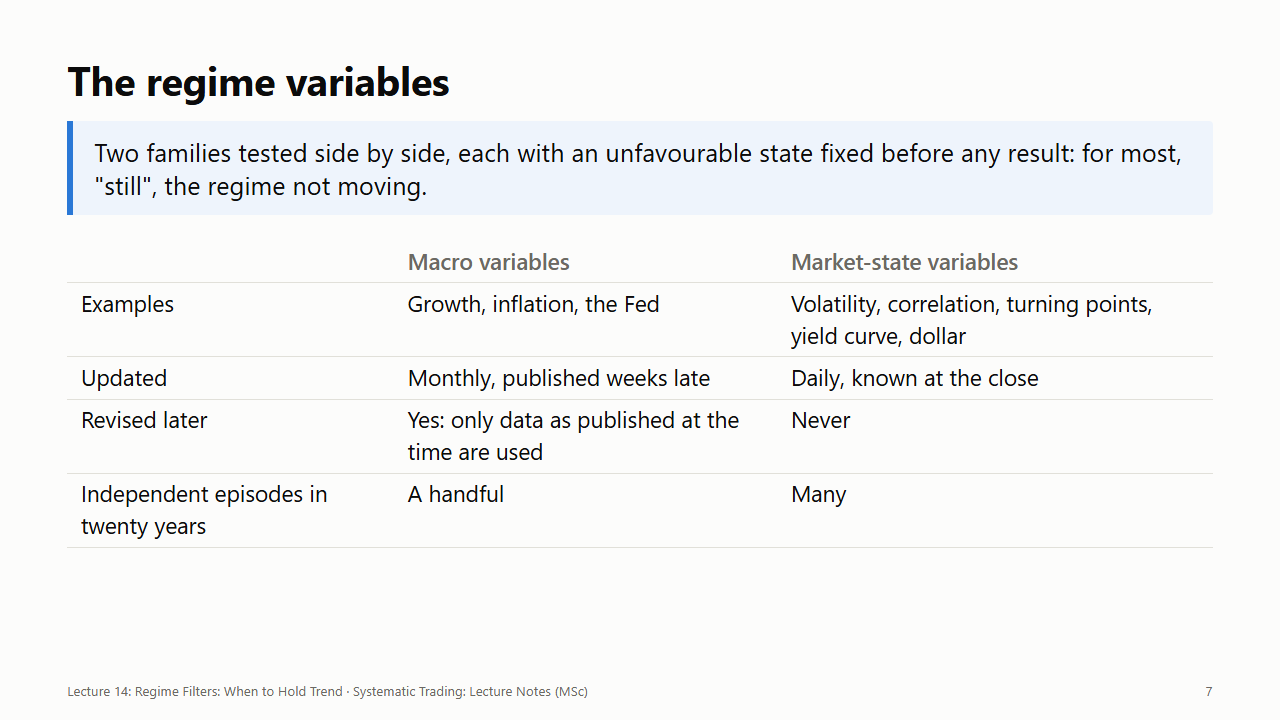 The regime variables
Two families tested side by side, each with an unfavourable state fixed before any result: for most,
"still", the regime not moving.
Macro variables
Market-state variables
Examples
Growth, inflation, the Fed
Volatility, correlation, turning points,
yield curve, dollar
Updated
Monthly, published weeks late
Daily, known at the close
Revised later
Yes: only data as published at the
time are used
Never
Independent episodes in
twenty years
A handful
Many
Lecture 14: Regime Filters: When to Hold Trend · Systematic Trading: Lecture Notes (MSc)
7